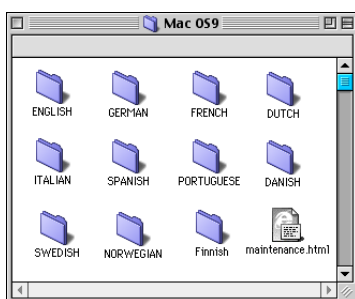 Mac OS9
ENGLISH GERMAN FRENCH DUTCH
ITALIAN SPANISH PORTUGUESE DANISH
SWEDISH NORWEGIAN Finnish maintenance.html